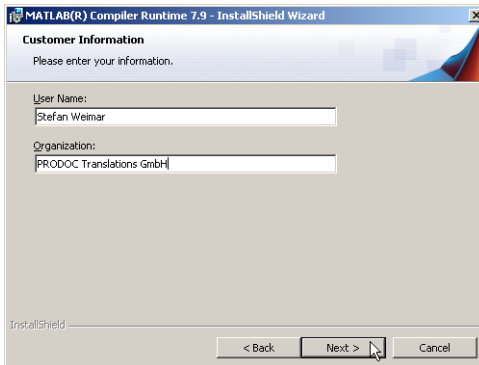 MATLAB(R) Compiler Runtime 7.9 - InstallShield Wizard
Customer Information
Please enter your information.
User Name:
Stefan Weimar
Organization:
PRODOC Translations GmbH
InstallShield
< Back Next > Cancel